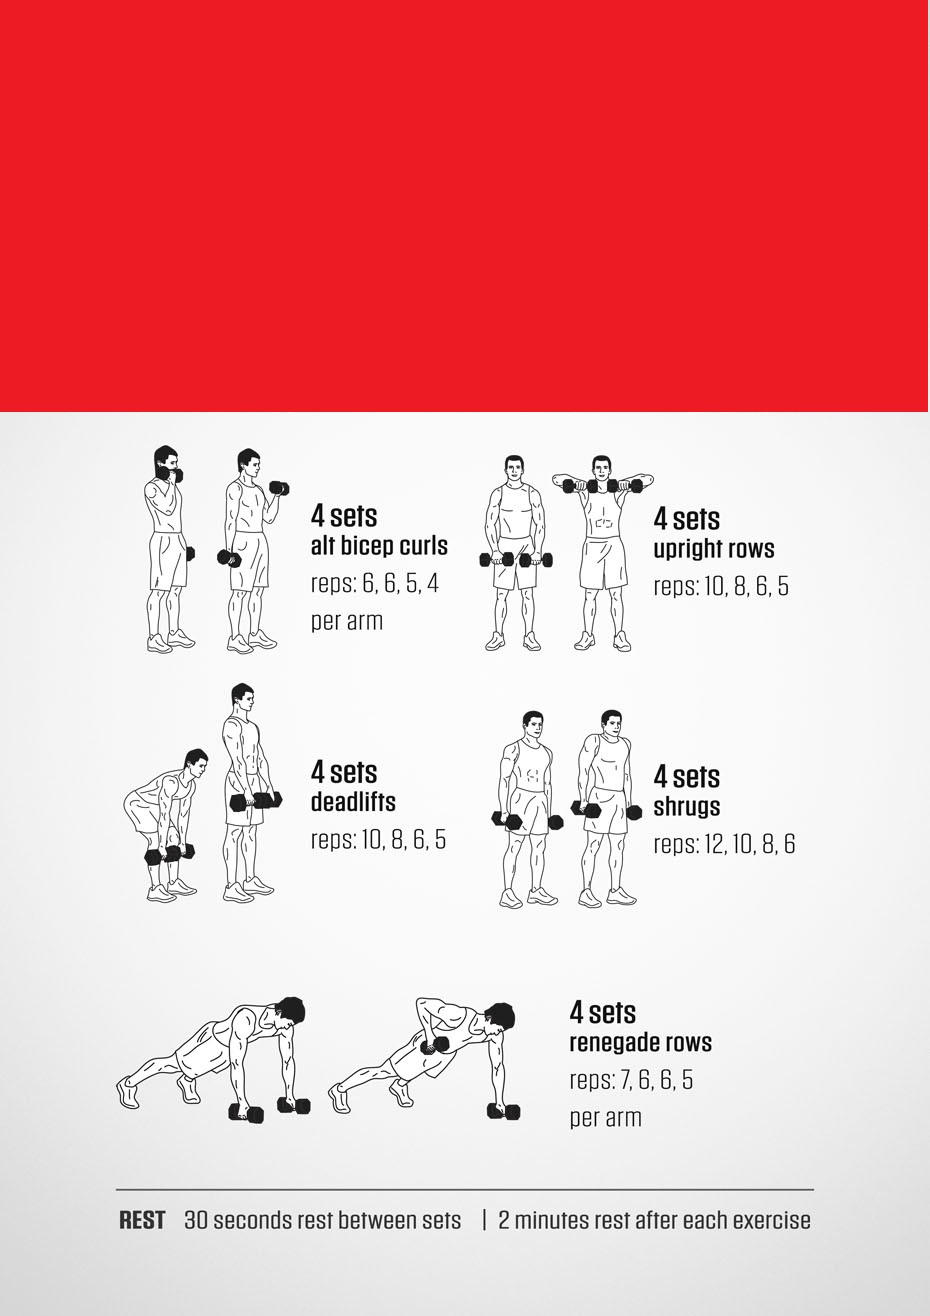 4 sets
alt bicep curls
reps: 6, 6, 5, 4
per arm
4 sets
upright rows
reps: 10, 8, 6, 5
4 sets
deadlifts
reps: 10, 8, 6, 5
4 sets
shrugs
reps: 12, 10, 8, 6
4 sets
renegade rows
reps: 7, 6, 6, 5
per arm
REST 30 seconds rest between sets | 2 minutes rest after each exercise